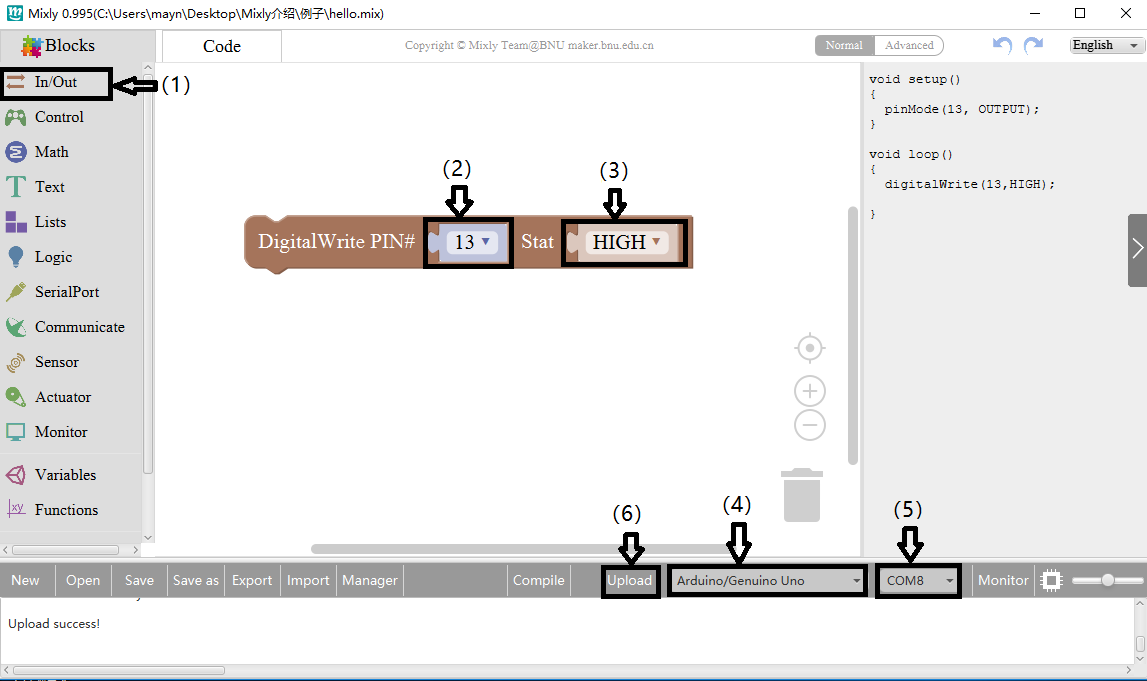 Mixly 0.995(C:\Users\mayn\Desktop\Mixly介绍\例子\hello.mix)
Blocks
Code
Copyright © Mixly Team@BNU maker.bnu.edu.cn
Normal
Advanced
English
In/Out
(1)
Control
Math
Text
Lists
Logic
SerialPort
Communicate
Sensor
Actuator
Monitor
Variables
xy Functions
(2)
(3)
DigitalWrite PIN# 13 Stat HIGH
void setup()
{
pinMode(13, OUTPUT);
}
void loop()
{
digitalWrite(13,HIGH);
}
(6)
(4)
(5)
New Open Save Save as Export Import Manager Compile Upload Arduino/Genuino Uno COM8 Monitor
Upload success!